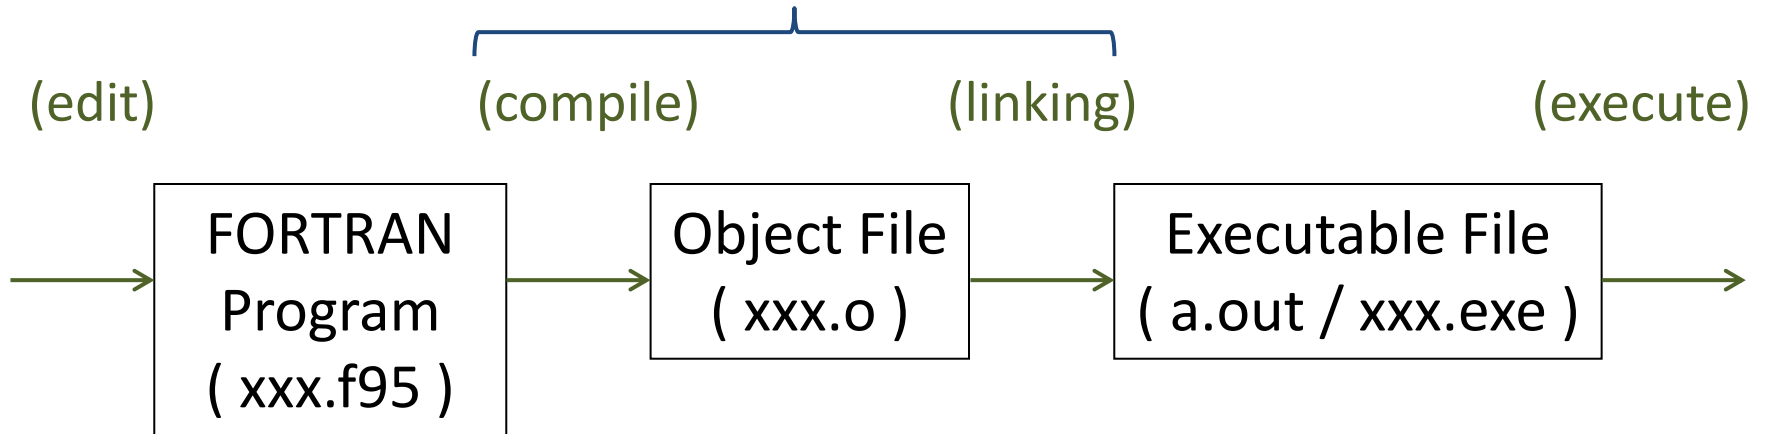 (edit) (compile) (linking) (execute)
FORTRAN
Program
( xxx.f95 )
Object File
( xxx.o )
Executable File
( a.out / xxx.exe )